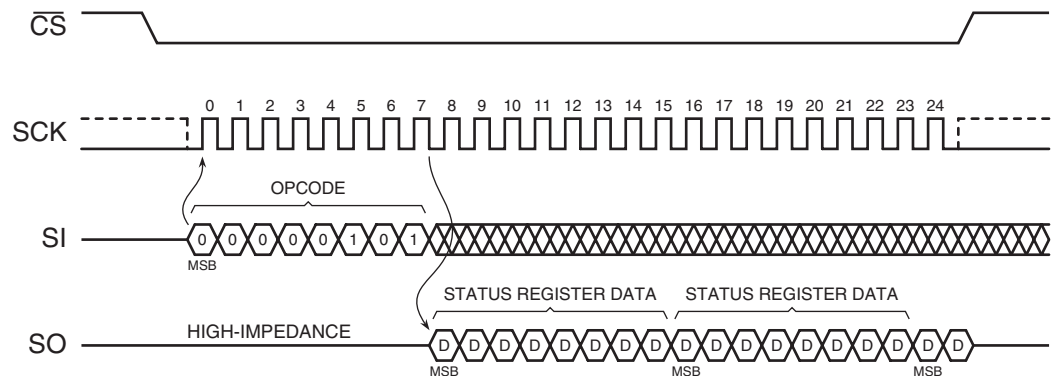 CS
0 1 2 3 4 5 6 7 8 9 10 11 12 13 14 15 16 17 18 19 20 21 22 23 24
SCK
OPCODE
SI 0 0 0 0 0 1 0 1
MSB
STATUS REGISTER DATA STATUS REGISTER DATA
HIGH-IMPEDANCE
SO D D D D D D D D D D D D D D D D D D
MSB MSB MSB